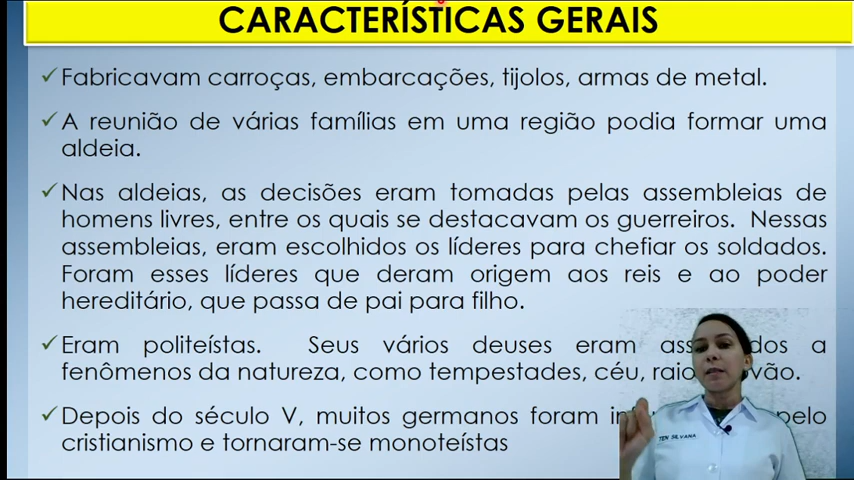 CARACTERÍSTICAS GERAIS
Fabricavam carroças, embarcações, tijolos, armas de metal.
A reunião de várias famílias em uma região podia formar uma
aldeia.
Nas aldeias, as decisões eram tomadas pelas assembleias de
homens livres, entre os quais se destacavam os guerreiros. Nessas
assembleias, eram escolhidos os líderes para chefiar os soldados.
Foram esses líderes que deram origem aos reis e ao poder
hereditário, que passa de pai para filho.
Eram politeístas. Seus vários deuses eram a
fenômenos da natureza, como tempestades, céu,
Depois do século V, muitos germanos foram pelo
cristianismo e tornaram-se monoteístas
TEN SILVANA